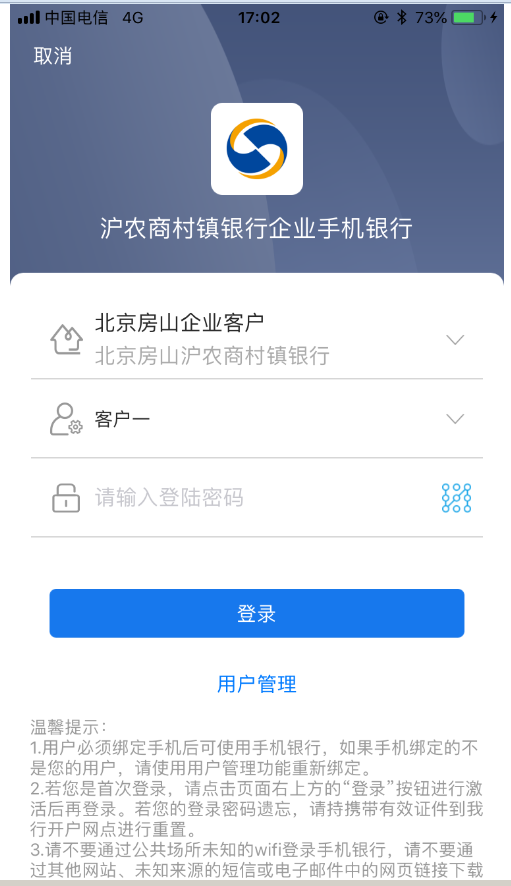 中国电信 4G 17:02 73%
取消
沪农商村镇银行企业手机银行
北京房山企业客户
北京房山沪农商村镇银行
客户一
请输入登陆密码
登录
用户管理
温馨提示：
1.用户必须绑定手机后可使用手机银行，如果手机绑定的不
是您的用户，请使用用户管理功能重新绑定。
2.若您是首次登录，请点击页面右上方的“登录”按钮进行激
活后再登录。若您的登录密码遗忘，请持携带有效证件到我
行开户网点进行重置。
3.请不要通过公共场所未知的wifi登录手机银行，请不要通
过其他网站、未知来源的短信或电子邮件中的网页链接下载